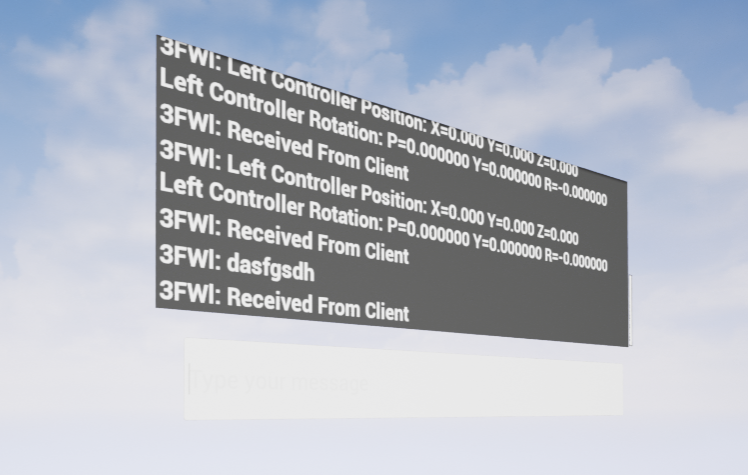 3FWI: Left Controller Position: X=0.000 Y=0.000 Z=0.000
Left Controller Rotation: P=0.000000 Y=0.000000 R=-0.000000
3FWI: Received From Client
3FWI: Left Controller Position: X=0.000 Y=0.000 Z=0.000
Left Controller Rotation: P=0.000000 Y=0.000000 R=-0.000000
3FWI: Received From Client
3FWI: dasfgsdh
3FWI: Received From Client
Type your message